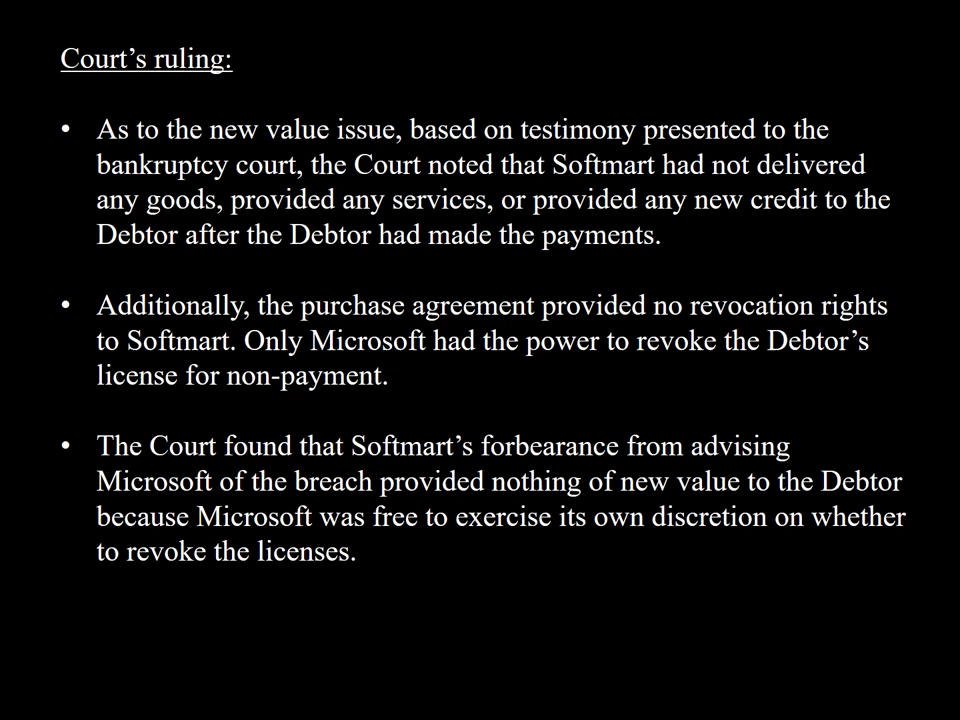 Court’s ruling:
• As to the new value issue, based on testimony presented to the
bankruptcy court, the Court noted that Softmart had not delivered
any goods, provided any services, or provided any new credit to the
Debtor after the Debtor had made the payments.
• Additionally, the purchase agreement provided no revocation rights
to Softmart. Only Microsoft had the power to revoke the Debtor’s
license for non-payment.
• The Court found that Softmart’s forbearance from advising
Microsoft of the breach provided nothing of new value to the Debtor
because Microsoft was free to exercise its own discretion on whether
to revoke the licenses.